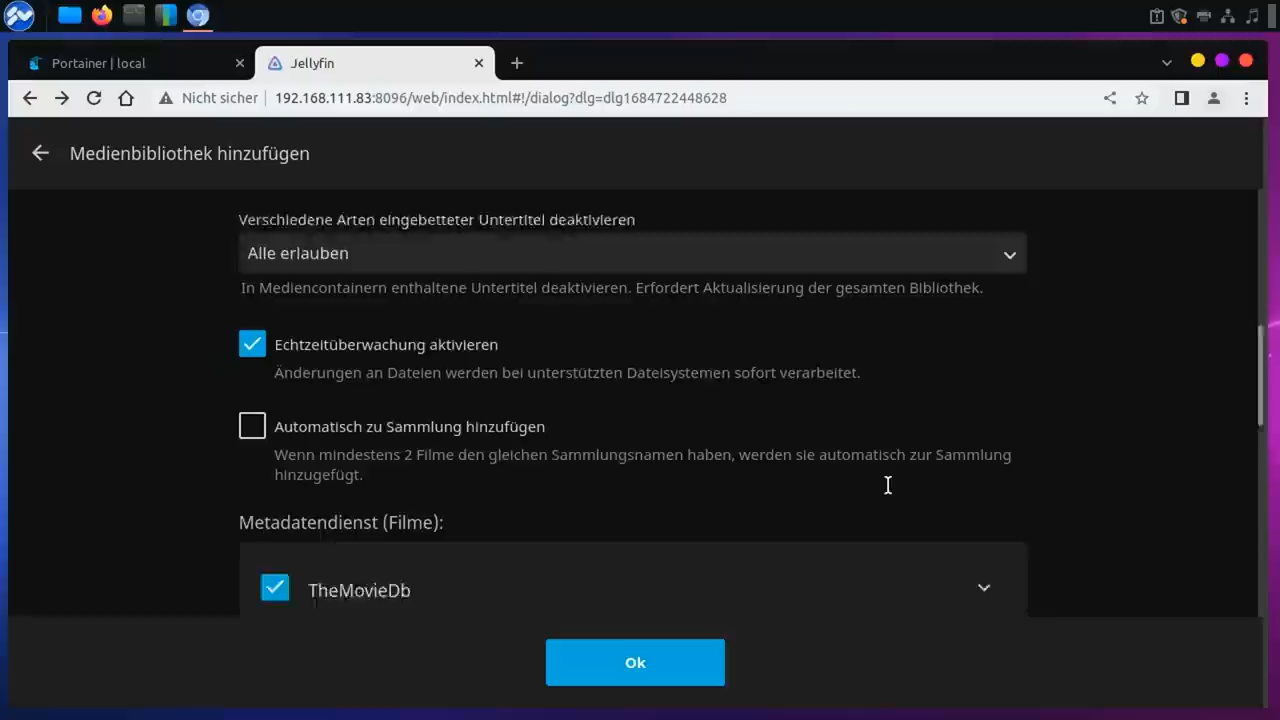 Portainer | local
Jellyfin
Nicht sicher
192.168.111.83:8096/web/index.html#!/dialog?dlg=dlg1684722448628
Medienbibliothek hinzufügen
Verschiedene Arten eingebetteter Untertitel deaktivieren
Alle erlauben
In Mediencontainern enthaltene Untertitel deaktivieren. Erfordert Aktualisierung der gesamten Bibliothek.
Echtzeitüberwachung aktivieren
Änderungen an Dateien werden bei unterstützten Dateisystemen sofort verarbeitet.
Automatisch zu Sammlung hinzufügen
Wenn mindestens 2 Filme den gleichen Sammlungsnamen haben, werden sie automatisch zur Sammlung
hinzugefügt.
Metadatendienst (Filme):
TheMovieDb
Ok